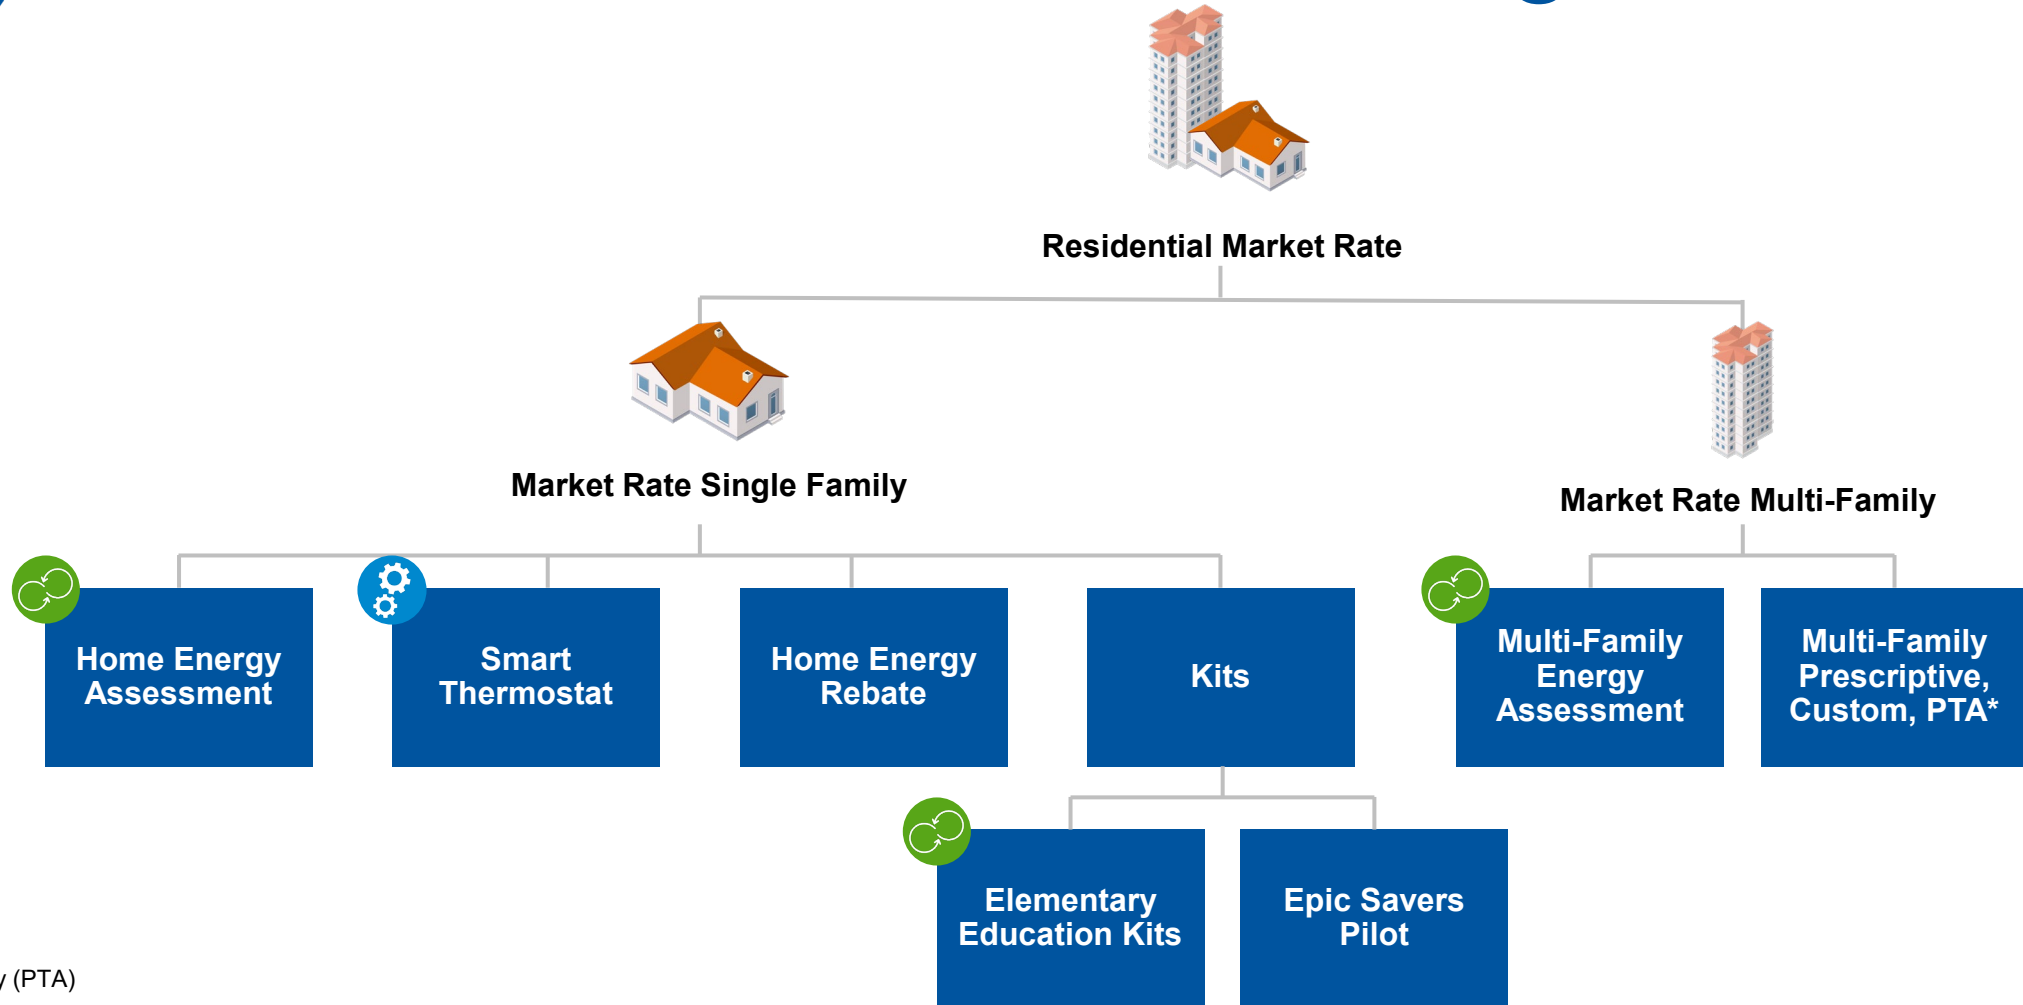 Residential Market Rate
Market Rate Single Family
Market Rate Multi-Family
Home Energy
Assessment
Smart
Thermostat
Home Energy
Rebate
Kits
Multi-Family
Energy
Assessment
Multi-Family
Prescriptive,
Custom, PTA*
Elementary
Education Kits
Epic Savers
Pilot
(PTA)